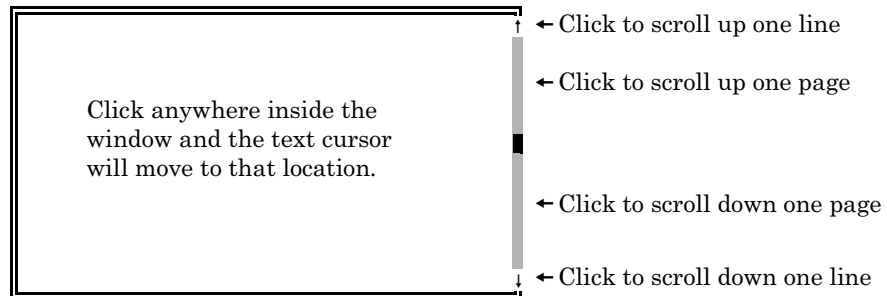 ↑ ← Click to scroll up one line
← Click to scroll up one page
Click anywhere inside the
window and the text cursor
will move to that location.
← Click to scroll down one page
↓ ← Click to scroll down one line